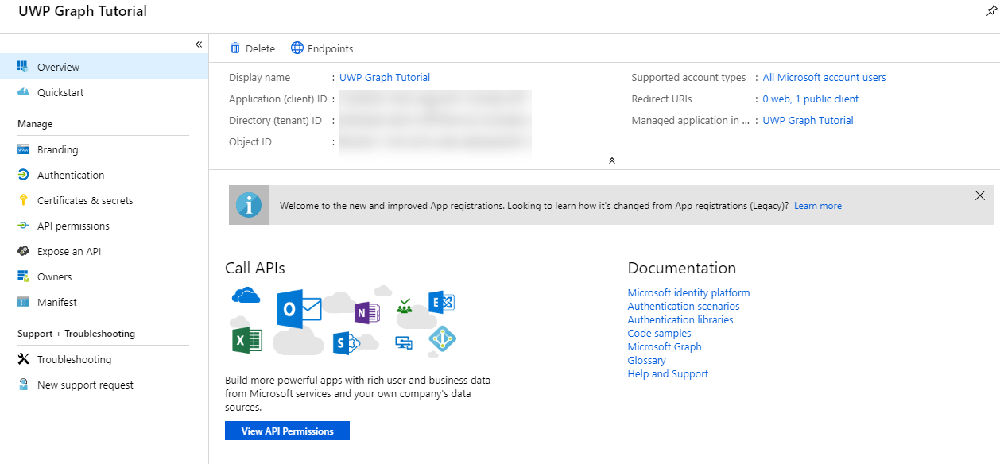 UWP Graph Tutorial
Overview
Quickstart
Manage
Branding
Authentication
Certificates & secrets
API permissions
Expose an API
Owners
Manifest
Support + Troubleshooting
Troubleshooting
New support request
Delete Endpoints
Display name : UWP Graph Tutorial
Application (client) ID :
Directory (tenant) ID :
Object ID :
Supported account types : All Microsoft account users
Redirect URIs : 0 web, 1 public client
Managed application in ... : UWP Graph Tutorial
Welcome to the new and improved App registrations. Looking to learn how it's changed from App registrations (Legacy)? Learn more
Call APIs
Build more powerful apps with rich user and business data
from Microsoft services and your own company's data
sources.
View API Permissions
Documentation
Microsoft identity platform
Authentication scenarios
Authentication libraries
Code samples
Microsoft Graph
Glossary
Help and Support